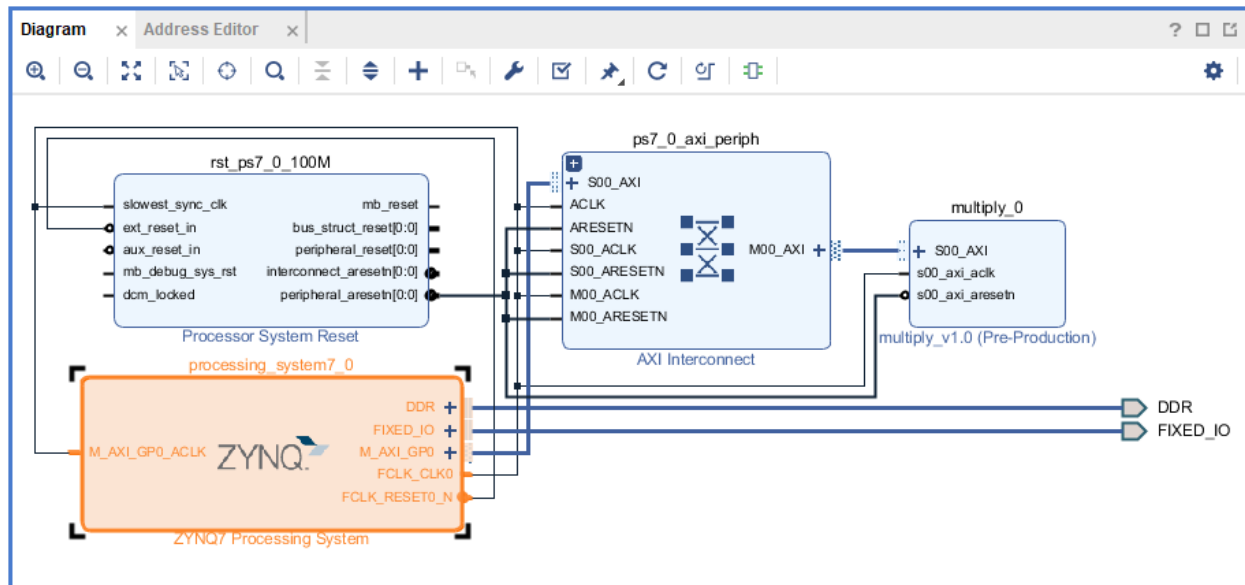 Diagram
Address Editor
rst_ps7_0_100M
slowest_sync_clk
mb_reset
ext_reset_in
bus_struct_reset[0:0]
aux_reset_in
peripheral_reset[0:0]
mb_debug_sys_rst
interconnect_aresetn[0:0]
dcm_locked
peripheral_aresetn[0:0]
Processor System Reset
ps7_0_axi_periph
S00_AXI
ACLK
ARESETN
S00_ACLK
M00_AXI
S00_ARESETN
M00_ACLK
M00_ARESETN
AXI Interconnect
multiply_0
S00_AXI
s00_axi_aclk
s00_axi_aresetn
multiply_v1.0 (Pre-Production)
processing_system7_0
DDR
FIXED_IO
M_AXI_GP0_ACLK
ZYNQ.
M_AXI_GP0
FCLK_CLK0
FCLK_RESET0_N
ZYNQ7 Processing System
DDR
FIXED_IO